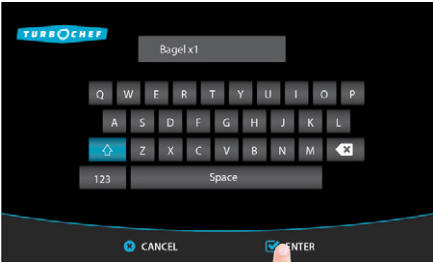 TURBOCHEF
Bagel x1
Q W E R T Y U I O P
A S D F G H J K L
Z X C V B N M
123 Space
CANCEL ENTER